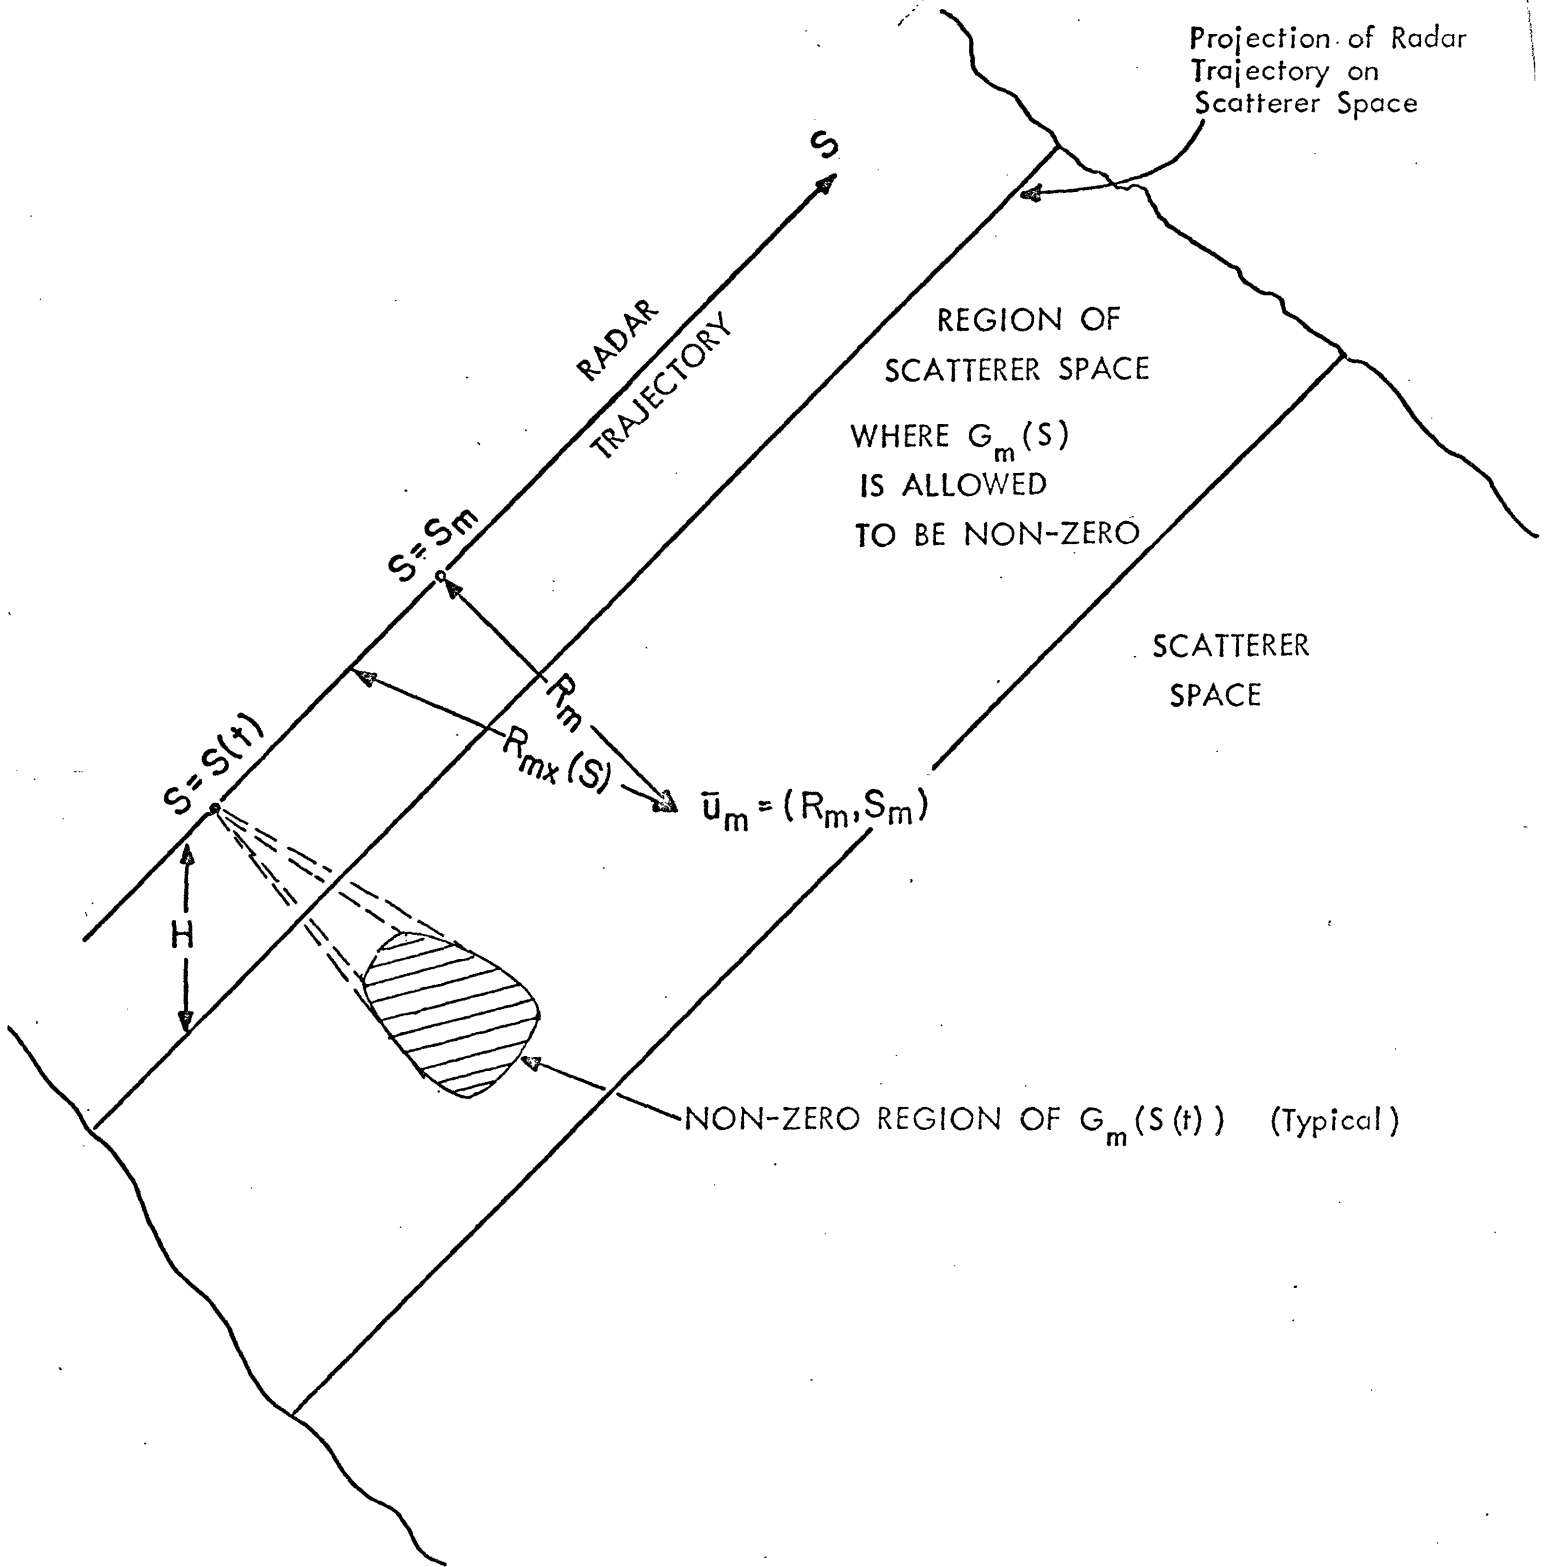 Projection of Radar
Trajectory on
Scatterer Space
S
RADAR
TRAJECTORY
REGION OF
SCATTERER SPACE
WHERE G_m(S)
IS ALLOWED
TO BE NON-ZERO
S=S_m
SCATTERER
SPACE
R_m
R_mx(S)
S=S(t)
ū_m=(R_m,S_m)
H
NON-ZERO REGION OF G_m(S(t)) (Typical)